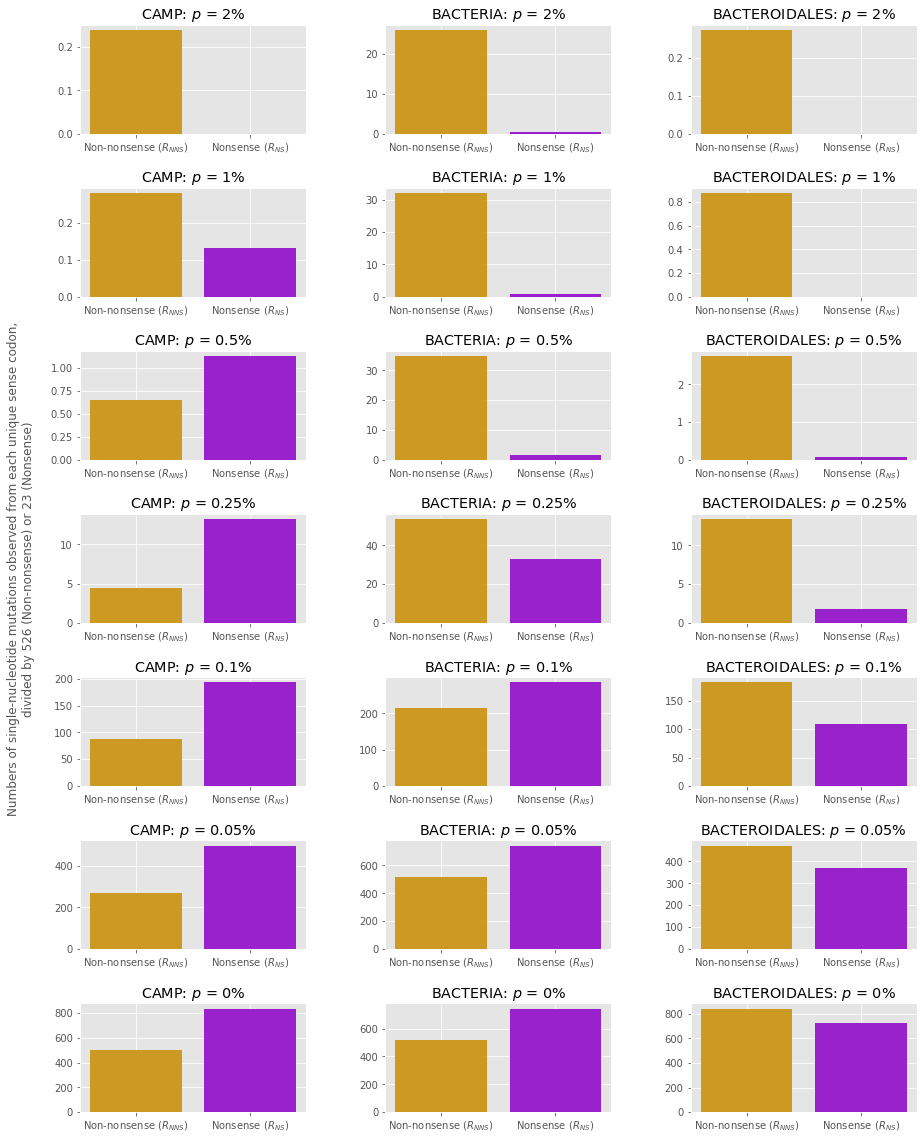 CAMP: p = 2%
BACTERIA: p = 2%
BACTEROIDALES: p = 2%
0.2
0.1
0.0
20
10
0
0.2
0.1
0.0
Non-nonsense (R_NNS) Nonsense (R_NS)
Non-nonsense (R_NNS) Nonsense (R_NS)
Non-nonsense (R_NNS) Nonsense (R_NS)
CAMP: p = 1%
BACTERIA: p = 1%
BACTEROIDALES: p = 1%
0.2
0.1
0.0
30
20
10
0
0.8
0.6
0.4
0.2
0.0
Non-nonsense (R_NNS) Nonsense (R_NS)
Non-nonsense (R_NNS) Nonsense (R_NS)
Non-nonsense (R_NNS) Nonsense (R_NS)
Numbers of single-nucleotide mutations observed from each unique sense codon,
divided by 526 (Non-nonsense) or 23 (Nonsense)
CAMP: p = 0.5%
BACTERIA: p = 0.5%
BACTEROIDALES: p = 0.5%
1.00
0.75
0.50
0.25
0.00
30
20
10
0
2
1
0
Non-nonsense (R_NNS) Nonsense (R_NS)
Non-nonsense (R_NNS) Nonsense (R_NS)
Non-nonsense (R_NNS) Nonsense (R_NS)
CAMP: p = 0.25%
BACTERIA: p = 0.25%
BACTEROIDALES: p = 0.25%
10
5
0
40
20
0
10
5
0
Non-nonsense (R_NNS) Nonsense (R_NS)
Non-nonsense (R_NNS) Nonsense (R_NS)
Non-nonsense (R_NNS) Nonsense (R_NS)
CAMP: p = 0.1%
BACTERIA: p = 0.1%
BACTEROIDALES: p = 0.1%
200
150
100
50
0
200
100
0
150
100
50
0
Non-nonsense (R_NNS) Nonsense (R_NS)
Non-nonsense (R_NNS) Nonsense (R_NS)
Non-nonsense (R_NNS) Nonsense (R_NS)
CAMP: p = 0.05%
BACTERIA: p = 0.05%
BACTEROIDALES: p = 0.05%
400
200
0
600
400
200
0
400
300
200
100
0
Non-nonsense (R_NNS) Nonsense (R_NS)
Non-nonsense (R_NNS) Nonsense (R_NS)
Non-nonsense (R_NNS) Nonsense (R_NS)
CAMP: p = 0%
BACTERIA: p = 0%
BACTEROIDALES: p = 0%
800
600
400
200
0
600
400
200
0
800
600
400
200
0
Non-nonsense (R_NNS) Nonsense (R_NS)
Non-nonsense (R_NNS) Nonsense (R_NS)
Non-nonsense (R_NNS) Nonsense (R_NS)